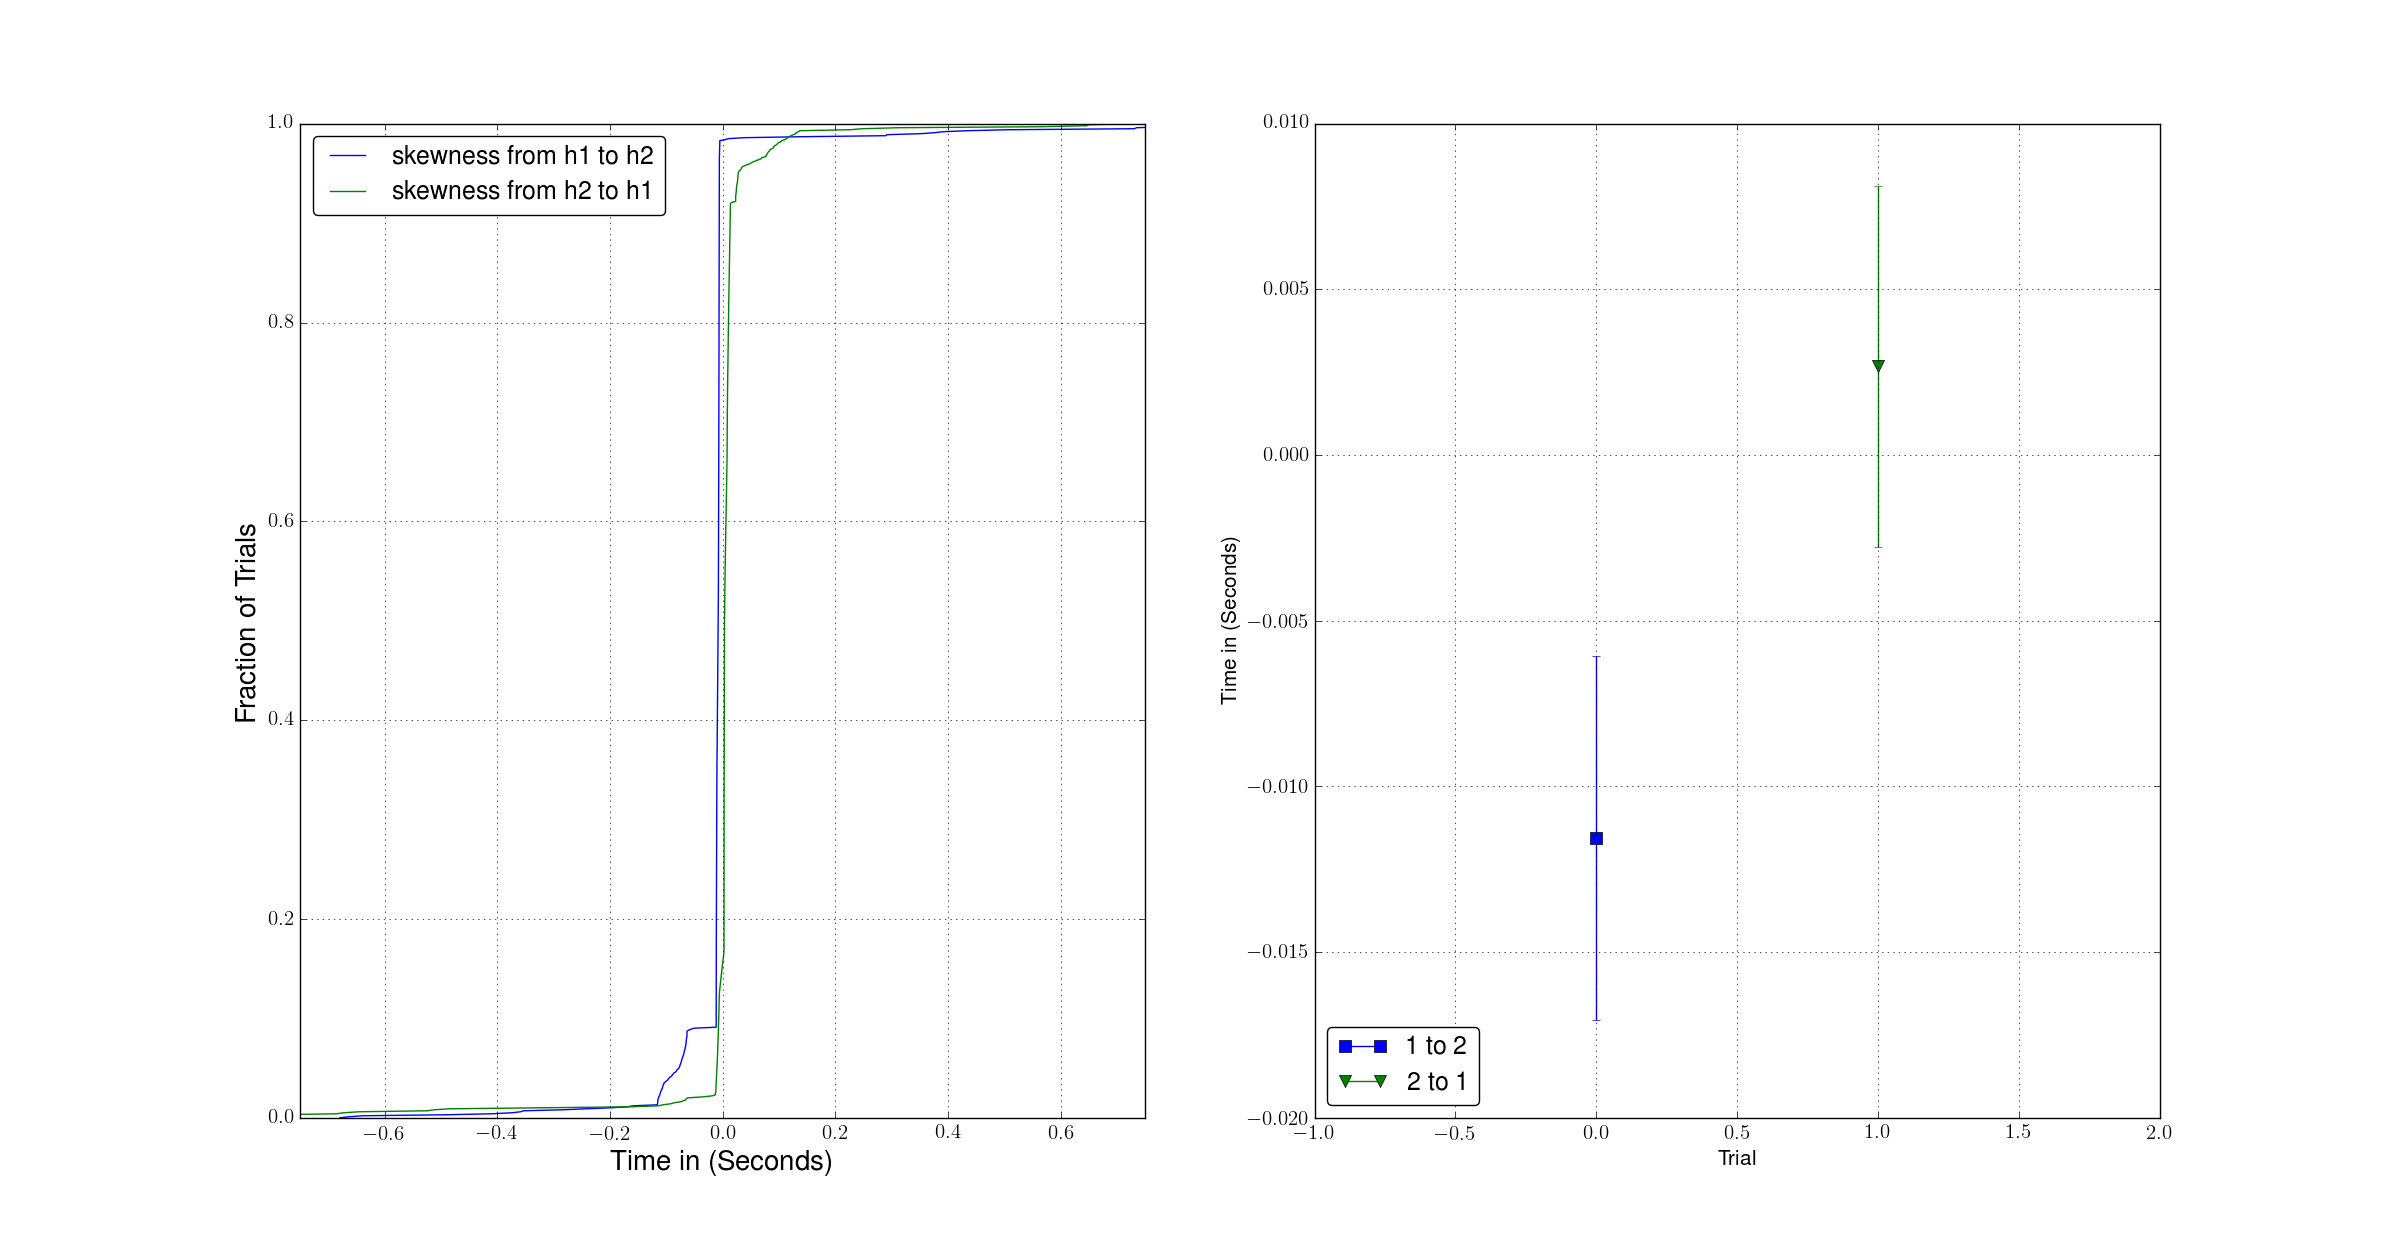 1.0
0.8
0.6
0.4
0.2
0.0
−0.6 −0.4 −0.2 0.0 0.2 0.4 0.6
Fraction of Trials
Time in (Seconds)
skewness from h1 to h2
skewness from h2 to h1
0.010
0.005
0.000
−0.005
−0.010
−0.015
−0.020
−1.0 −0.5 0.0 0.5 1.0 1.5 2.0
Time in (Seconds)
Trial
1 to 2
2 to 1